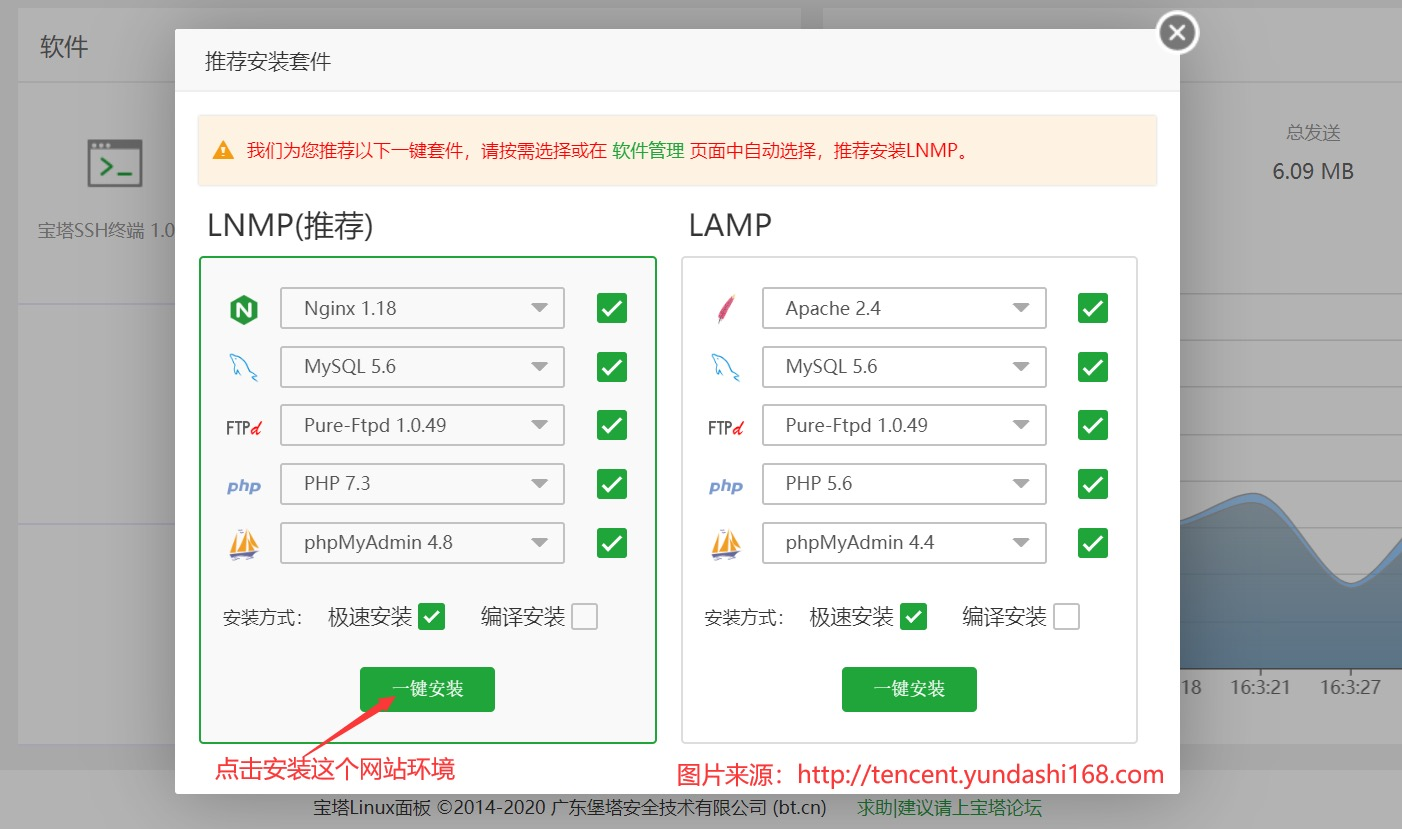 软件
推荐安装套件
我们为您推荐以下一键套件，请按需选择或在 软件管理 页面中自动选择，推荐安装LNMP。
总发送
6.09 MB
宝塔SSH终端 1.0
LNMP(推荐)
LAMP
Nginx 1.18
Apache 2.4
MySQL 5.6
MySQL 5.6
FTPd
Pure-Ftpd 1.0.49
FTPd
Pure-Ftpd 1.0.49
php
PHP 7.3
php
PHP 5.6
phpMyAdmin 4.8
phpMyAdmin 4.4
安装方式： 极速安装 编译安装
安装方式： 极速安装 编译安装
一键安装
一键安装
18 16:3:21 16:3:27
点击安装这个网站环境
图片来源：http://tencent.yundashi168.com
宝塔Linux面板 ©2014-2020 广东堡塔安全技术有限公司 (bt.cn) 求助|建议请上宝塔论坛